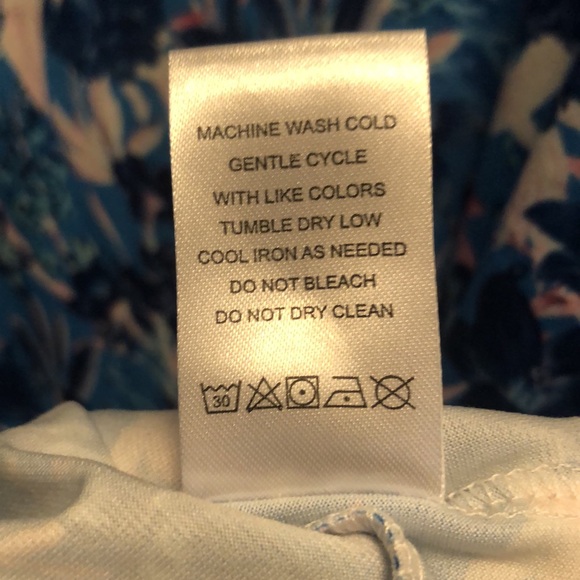 MACHINE WASH COLD
GENTLE CYCLE
WITH LIKE COLORS
TUMBLE DRY LOW
COOL IRON AS NEEDED
DO NOT BLEACH
DO NOT DRY CLEAN
30